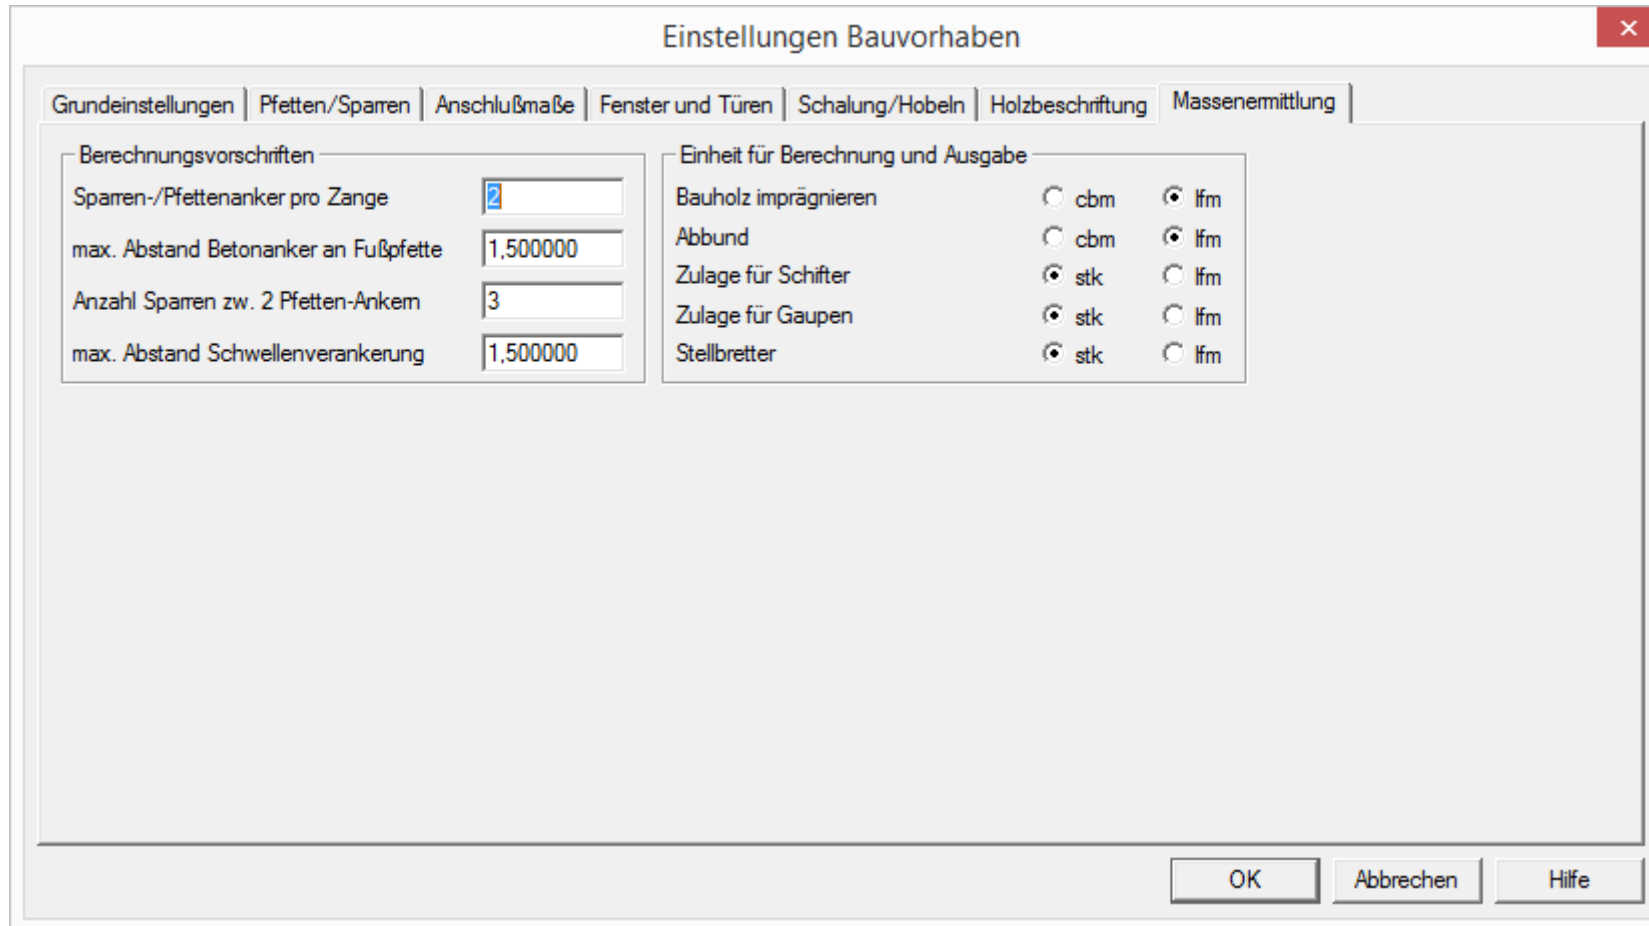 Einstellungen Bauvorhaben
Grundeinstellungen Pfetten/Sparren Anschlußmaße Fenster und Türen Schalung/Hobeln Holzbeschriftung Massenermittlung
Berechnungsvorschriften
Sparren-/Pfettenanker pro Zange 2
max. Abstand Betonanker an Fußpfette 1,500000
Anzahl Sparren zw. 2 Pfetten-Ankern 3
max. Abstand Schwellenverankerung 1,500000
Einheit für Berechnung und Ausgabe
Bauholz imprägnieren cbm lfm
Abbund cbm lfm
Zulage für Schifter stk lfm
Zulage für Gaupen stk lfm
Stellbretter stk lfm
OK Abbrechen Hilfe